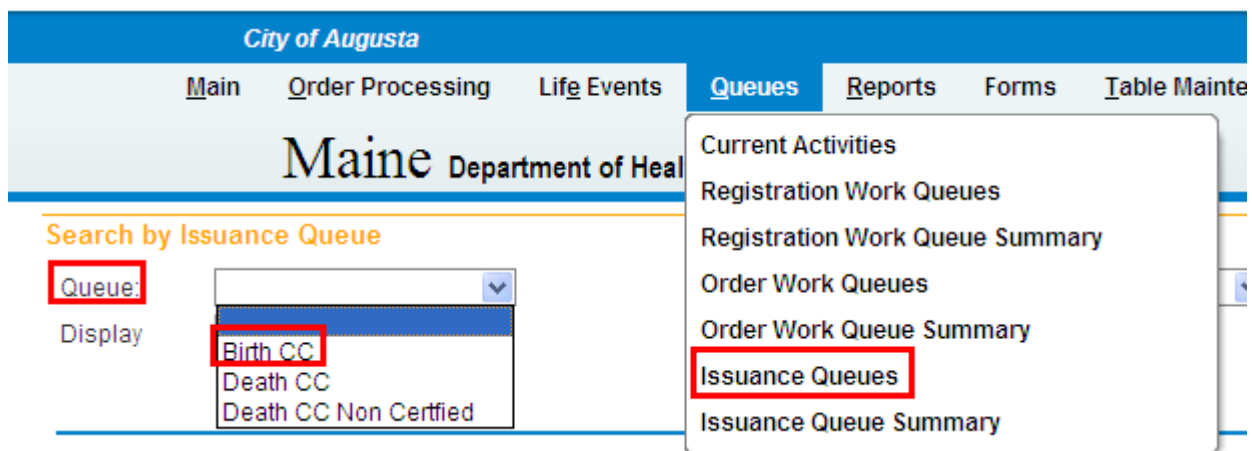 City of Augusta
Main Order Processing Life Events Queues Reports Forms Table Mainte
Maine Department of Heal
Current Activities
Registration Work Queues
Registration Work Queue Summary
Order Work Queues
Order Work Queue Summary
Issuance Queues
Issuance Queue Summary
Search by Issuance Queue
Queue:
Display
Birth CC
Death CC
Death CC Non Certfied